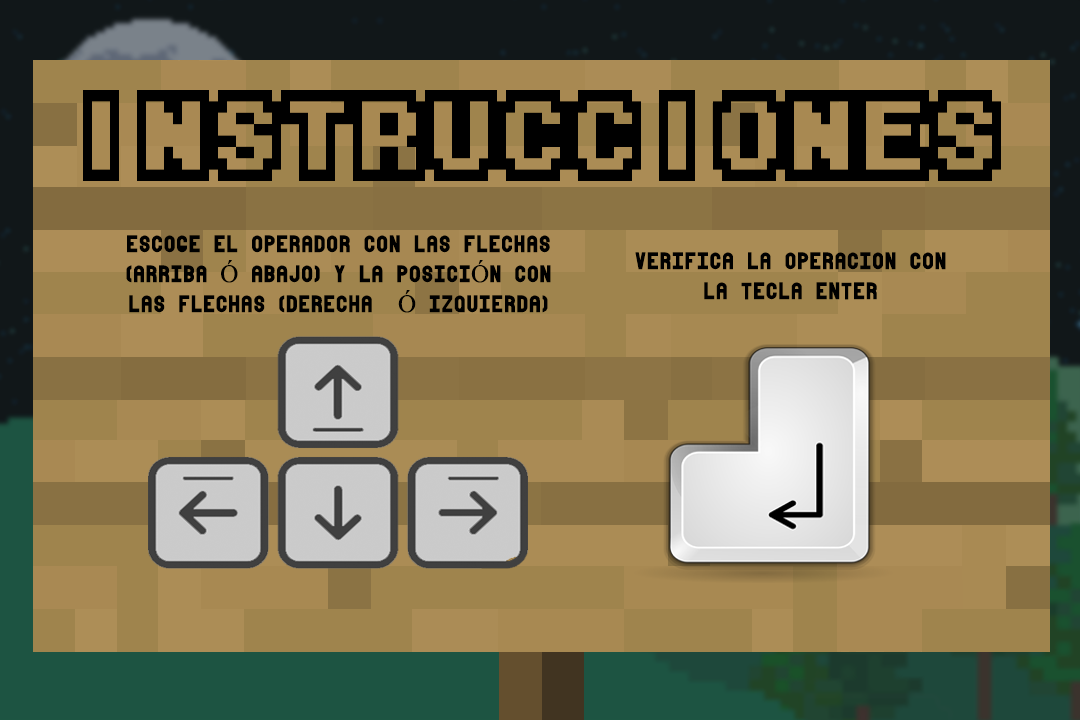 INSTRUCCIONES
ESCOGE EL OPERADOR CON LAS FLECHAS
(ARRIBA Ó ABAJO) Y LA POSICIÓN CON
LAS FLECHAS (DERECHA Ó IZQUIERDA)
VERIFICA LA OPERACION CON
LA TECLA ENTER